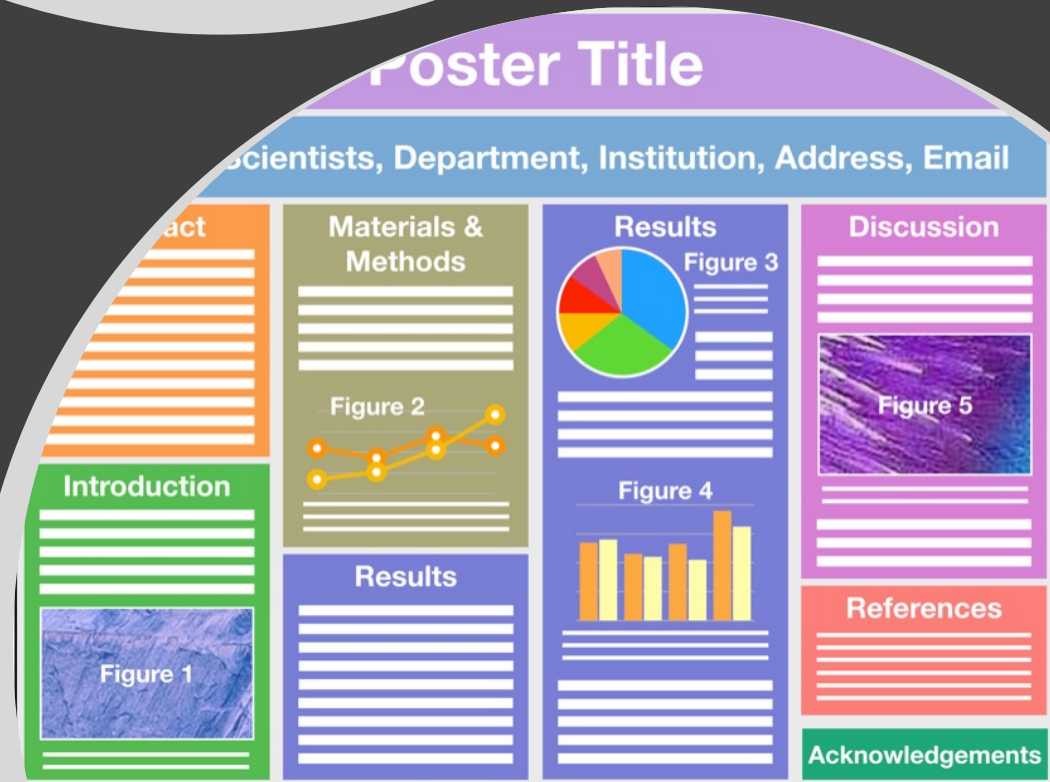 Poster Title
Scientists, Department, Institution, Address, Email
act
Introduction
Figure 1
Materials &
Methods
Figure 2
Results
Results
Figure 3
Figure 4
Discussion
Figure 5
References
Acknowledgements